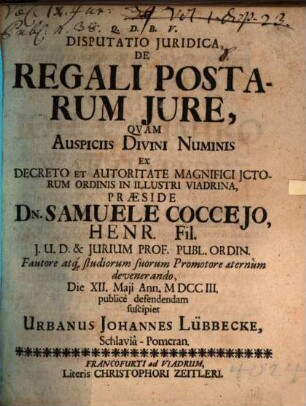 Q. D. B. V.
DISPUTATIO JURIDICA,
DE
REGALI POSTA-
RUM JURE,
QVAM
AUSPICIIS DIVINI NUMINIS
EX
DECRETO ET AUTORITATE MAGNIFICI JCTO-
RUM ORDINIS IN ILLUSTRI VIADRINA,
PRÆSIDE
DN. SAMUELE COCCEJO,
HENR. Fil.
J. U. D. & JURIUM PROF. PUBL. ORDIN.
Fautore atq; studiorum suorum Promotore æternùm
devenerando,
Die XII. Maji Ann. M DCC III.
publicè defendendam
suscipiet
URBANUS JOHANNES LÜBBECKE,
Schlaviâ-Pomeran.
FRANCOFURTI ad VIADRUM,
Literis CHRISTOPHORI ZEITLERI.